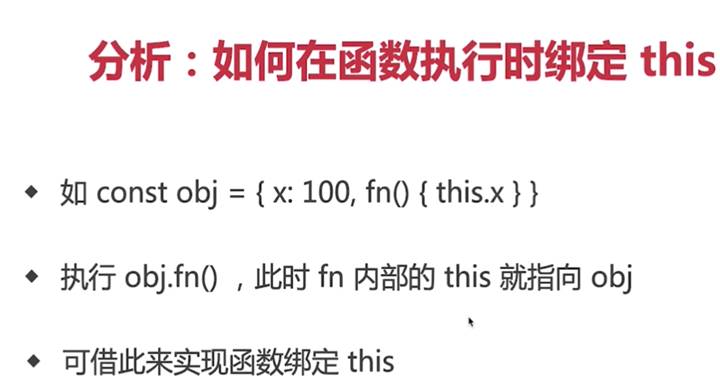 分析：如何在函数执行时绑定 this
◆ 如 const obj = { x: 100, fn() { this.x } }
◆ 执行 obj.fn() ，此时 fn 内部的 this 就指向 obj
◆ 可借此来实现函数绑定 this